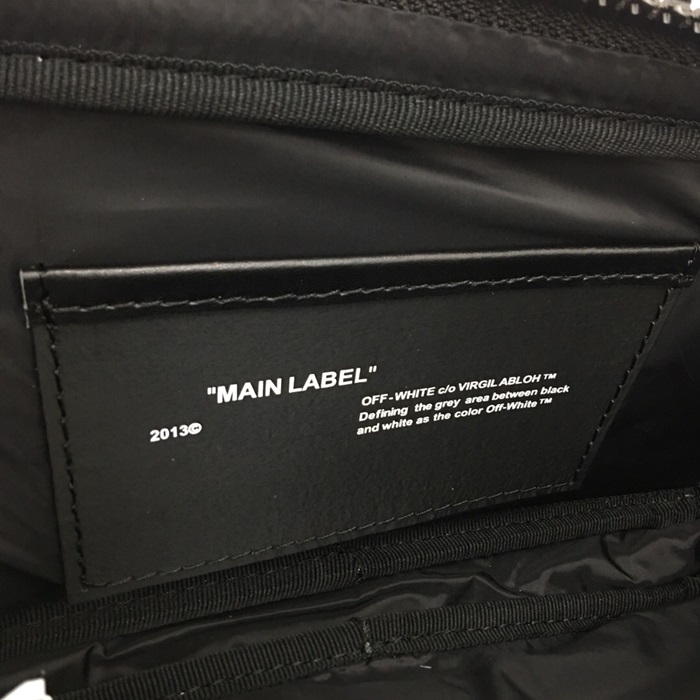 "MAIN LABEL"
2013©
OFF-WHITE c/o VIRGIL ABLOH™
Defining the grey area between black
and white as the color Off-White™